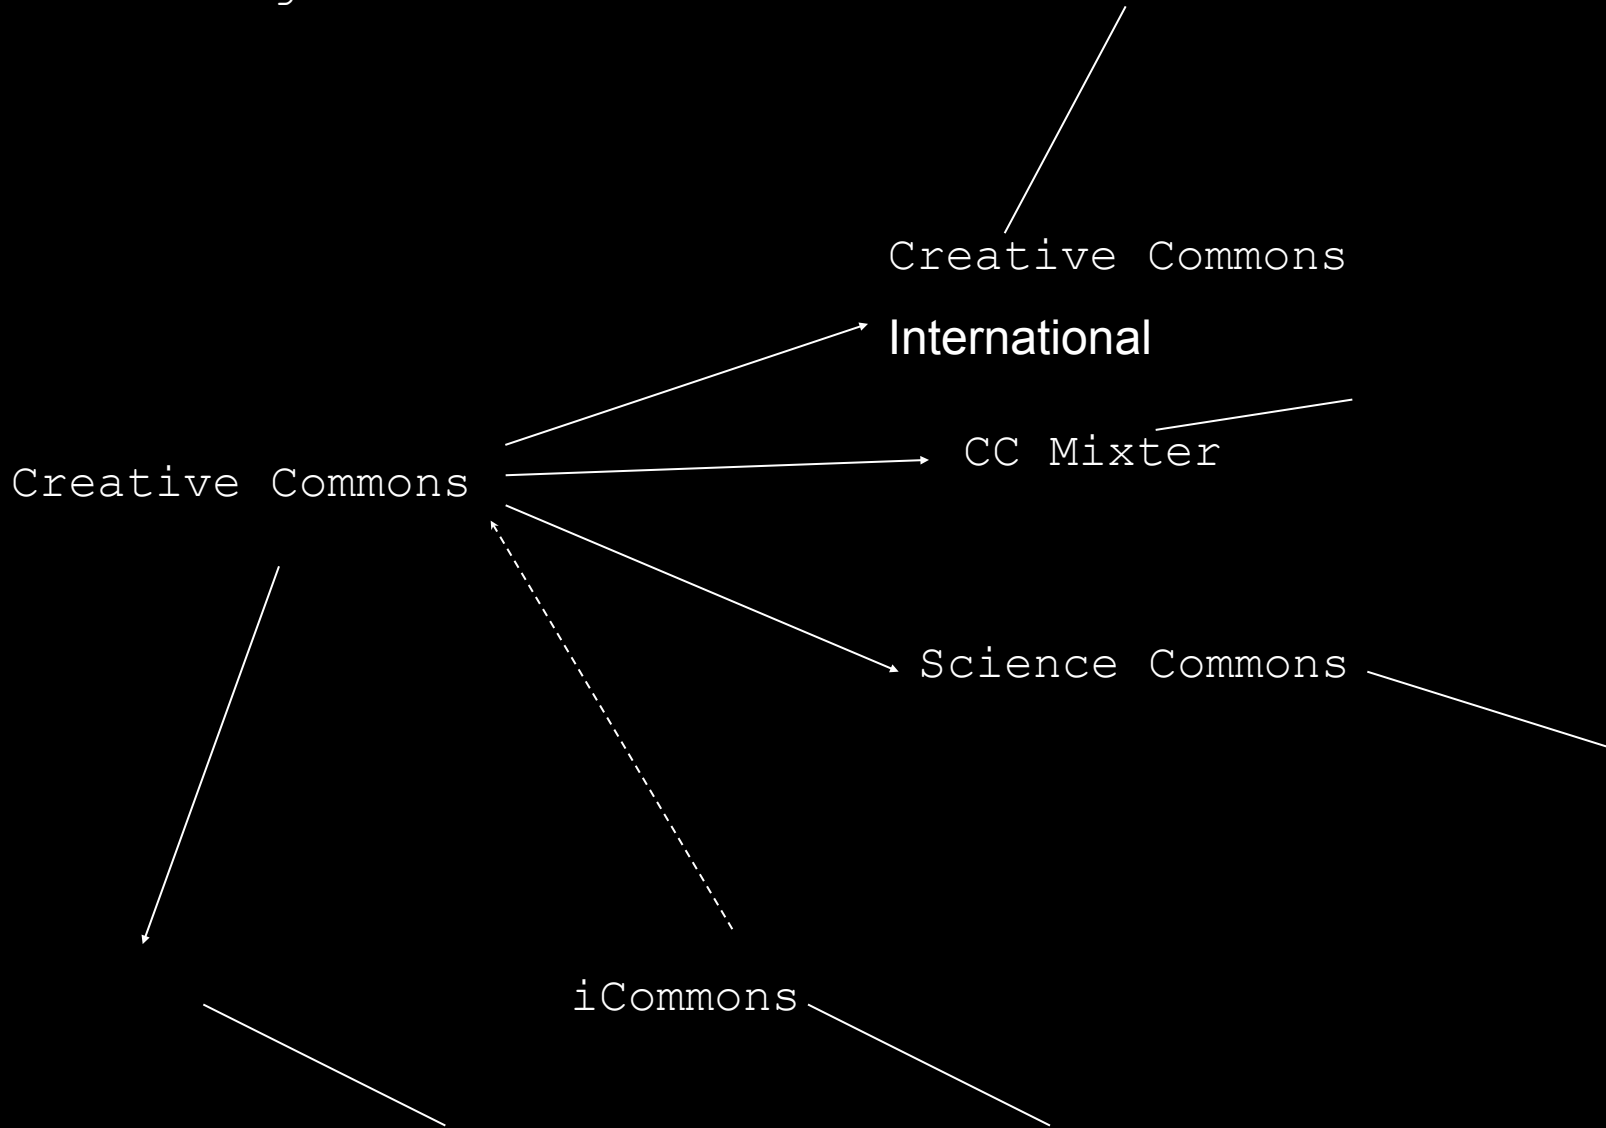 Creative Commons
International
CC Mixter
Creative Commons
Science Commons
iCommons